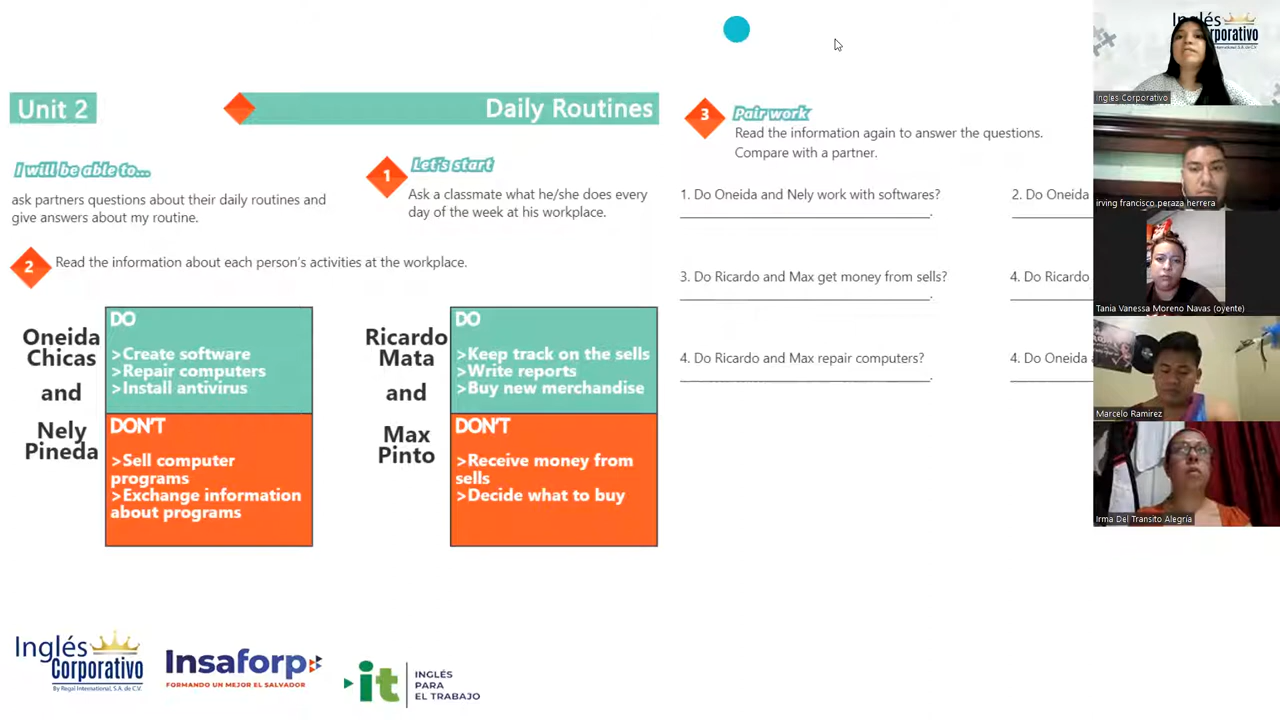 Unit 2
Daily Routines
I will be able to...
ask partners questions about their daily routines and
give answers about my routine.
1
Let's start
Ask a classmate what he/she does every
day of the week at his workplace.
2
Read the information about each person's activities at the workplace.
Oneida
Chicas
and
Nely
Pineda
DO
>Create software
>Repair computers
>Install antivirus
DON'T
>Sell computer
programs
>Exchange information
about programs
Ricardo
Mata
and
Max
Pinto
DO
>Keep track on the sells
>Write reports
>Buy new merchandise
DON'T
>Receive money from
sells
>Decide what to buy
3
Pair work
Read the information again to answer the questions.
Compare with a partner.
1. Do Oneida and Nely work with softwares?
2. Do Oneida
3. Do Ricardo and Max get money from sells?
4. Do Ricardo
4. Do Ricardo and Max repair computers?
4. Do Oneida
Inglés
Corporativo
By Regal International, S.A. de C.V.
Insaforp
FORMANDO UN MEJOR EL SALVADOR
it
INGLÉS
PARA
EL TRABAJO
Inglés Corporativo
irving francisco peraza herrera
Tania Vanessa Moreno Navas (oyente)
Marcelo Ramirez
Irma Del Transito Alegría